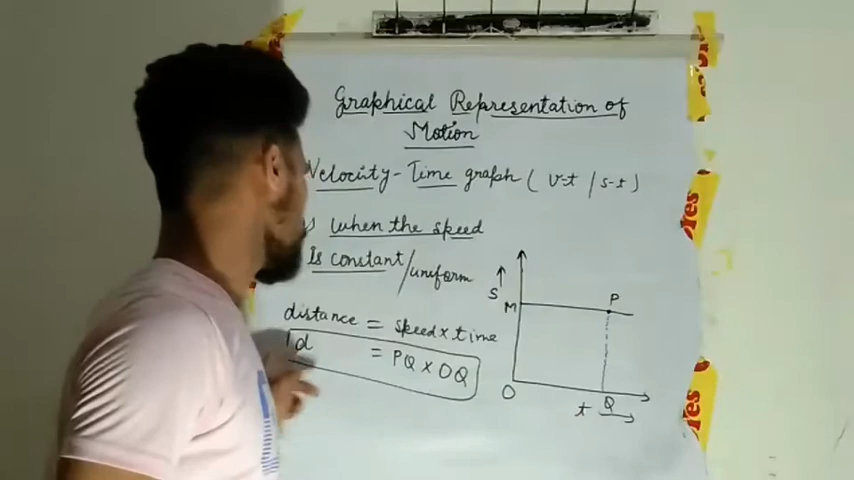 Graphical Representation of
Motion
Velocity-Time graph ( v-t / s-t )
when the speed
is constant/uniform
distance = speed x time
d = PQ x OQ
S
M
P
O
t
Q